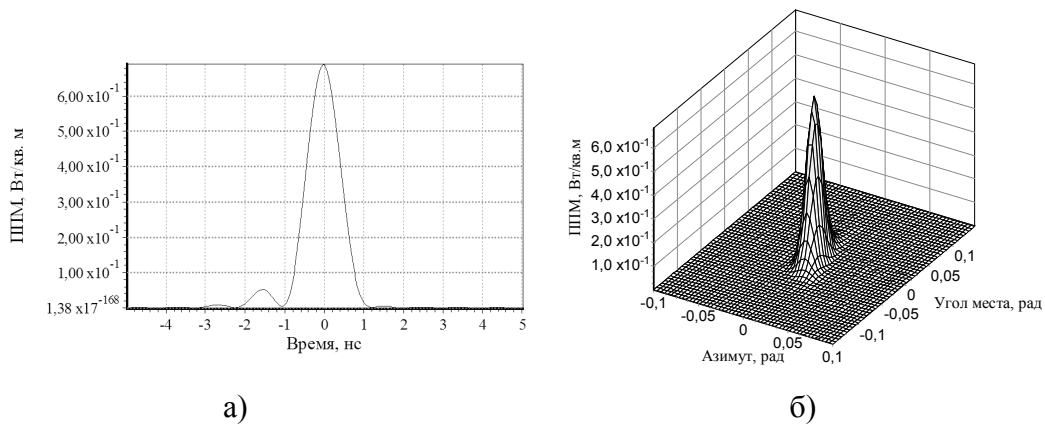 ППМ, Вт/кв. м
6,00 x10⁻¹
5,00 x10⁻¹
4,00 x10⁻¹
3,00 x10⁻¹
2,00 x10⁻¹
1,00 x10⁻¹
1,38 x17⁻¹⁶⁸
-4 -3 -2 -1 0 1 2 3 4 5
Время, нс
а)
ППМ, Вт/кв.м
6,0 x10⁻¹
5,0 x10⁻¹
4,0 x10⁻¹
3,0 x10⁻¹
2,0 x10⁻¹
1,0 x10⁻¹
-0,1 -0,05 0 0,05 0,1
Азимут, рад
0,1
0,05
0
-0,05
-0,1
Угол места, рад
б)